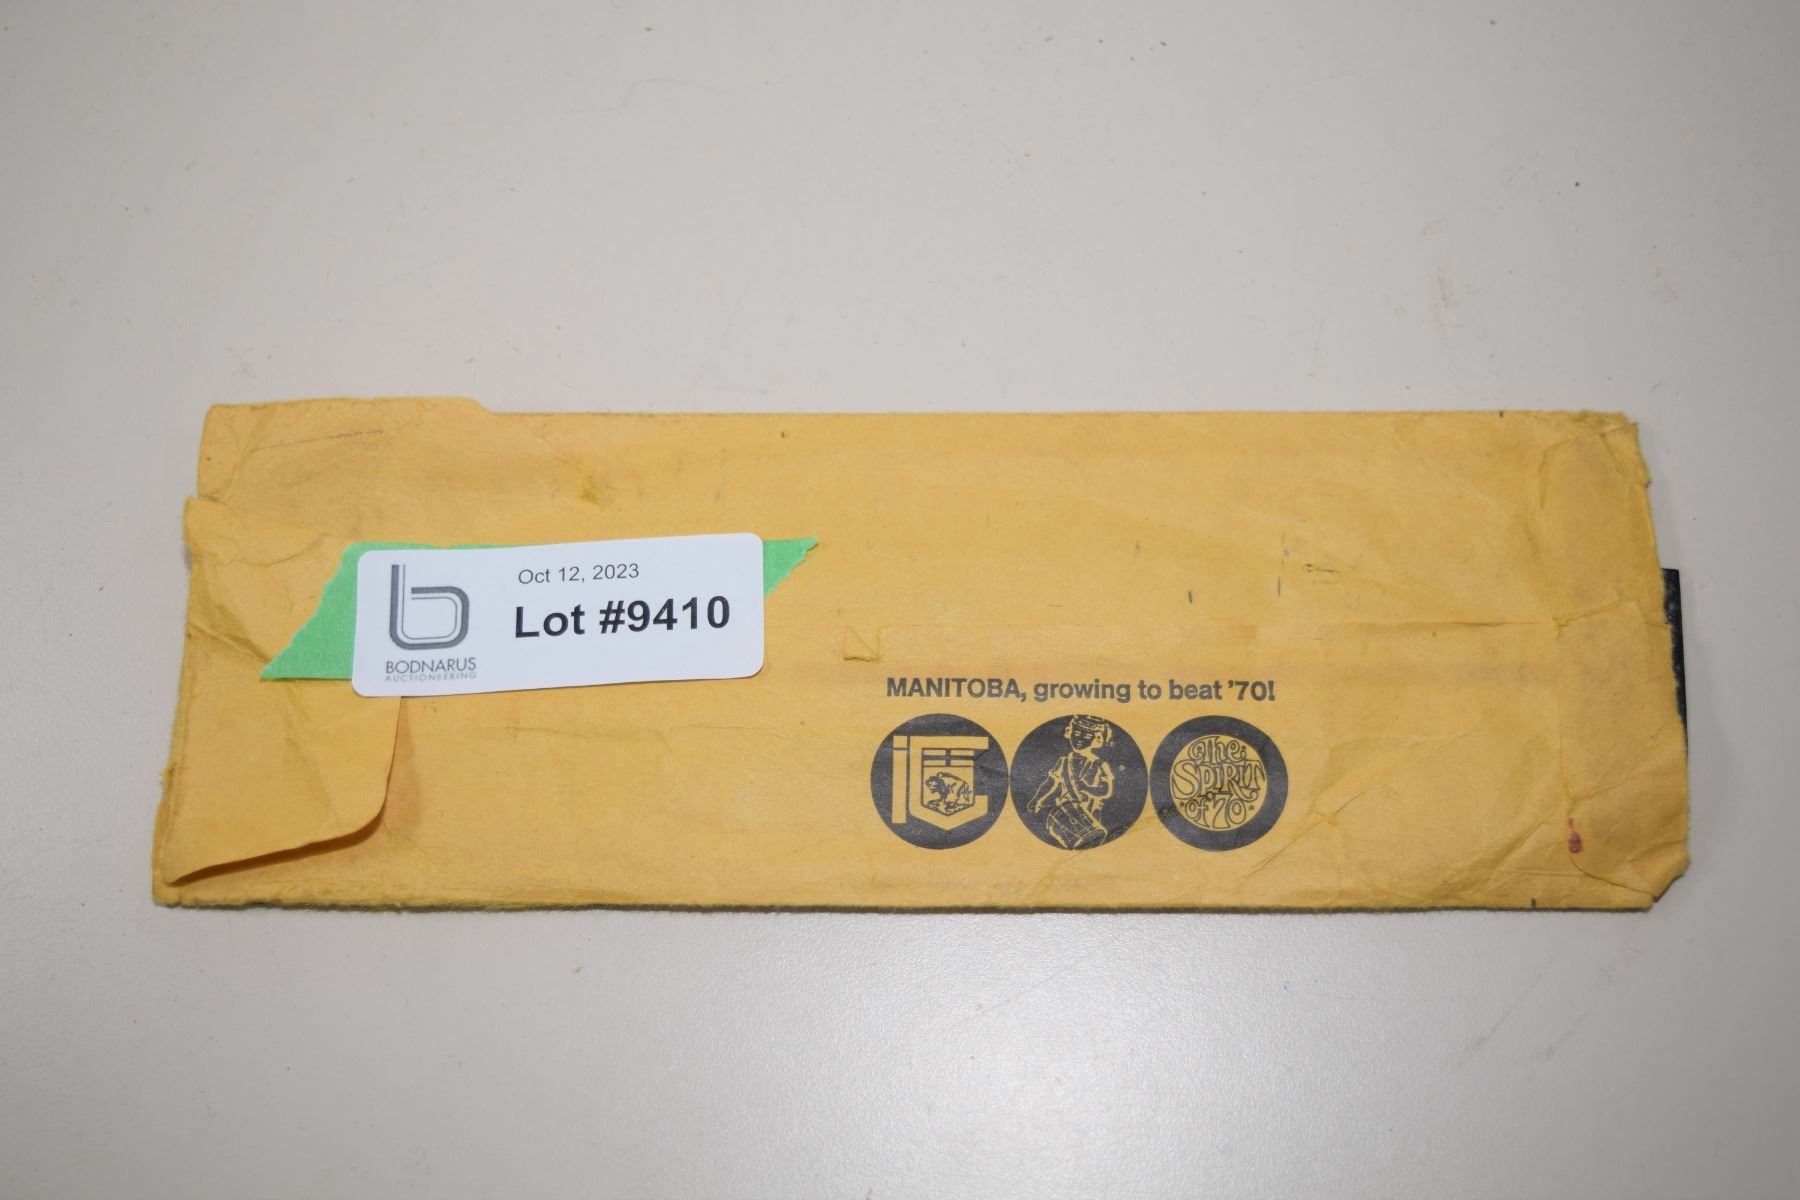 Oct 12, 2023
Lot #9410
BODNARUS
AUCTIONEERING
MANITOBA, growing to beat '70!
The
SPIRIT
of 70